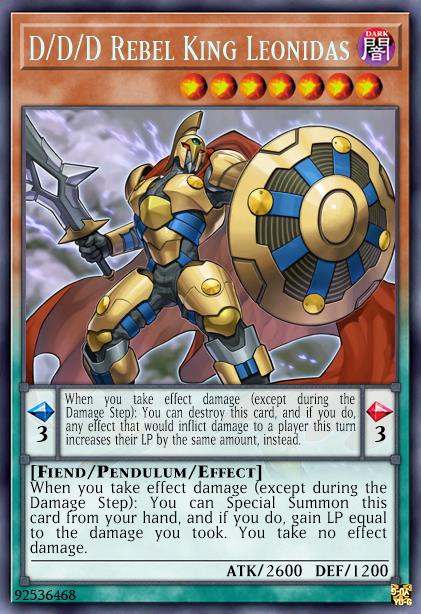 D/D/D Rebel King Leonidas
DARK
闇
When you take effect damage (except during the
Damage Step): You can destroy this card, and if you do,
any effect that would inflict damage to a player this turn
increases their LP by the same amount, instead.
3
3
[Fiend/Pendulum/Effect]
When you take effect damage (except during the
Damage Step): You can Special Summon this
card from your hand, and if you do, gain LP equal
to the damage you took. You take no effect
damage.
ATK/2600 DEF/1200
92536468